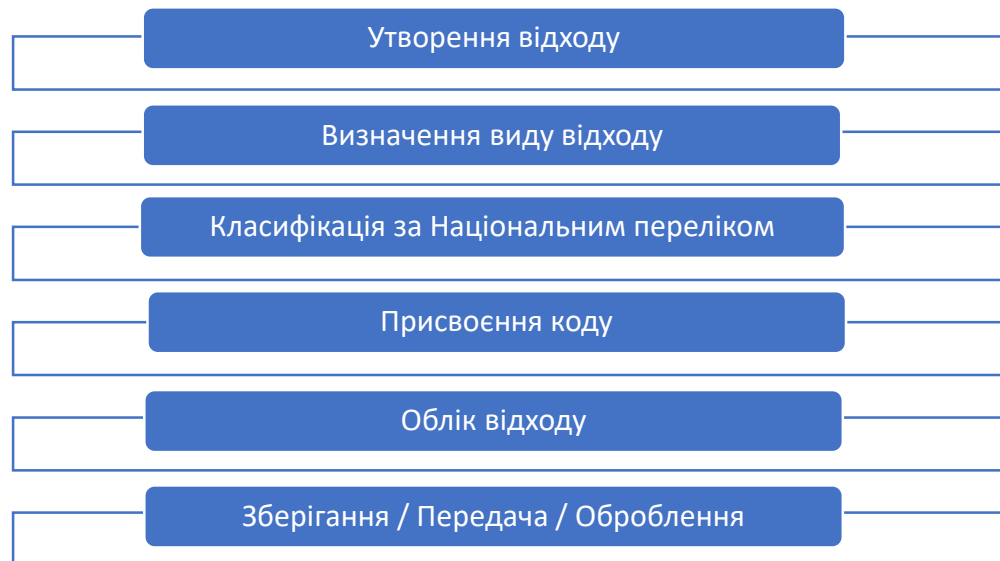 Утворення відходу
Визначення виду відходу
Класифікація за Національним переліком
Присвоєння коду
Облік відходу
Зберігання / Передача / Оброблення